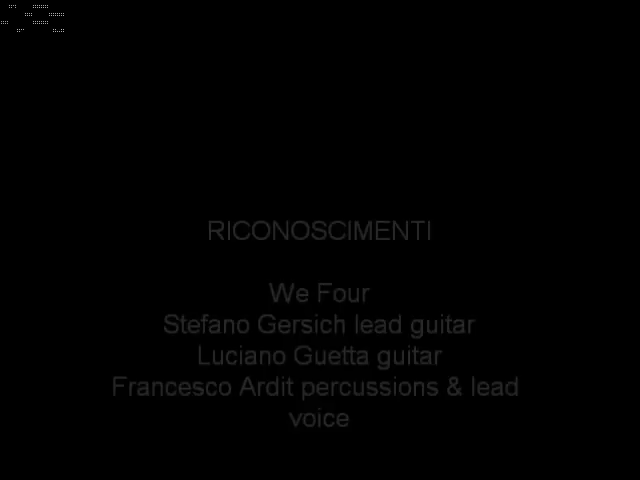 RICONOSCIMENTI
We Four
Stefano Gersich lead guitar
Luciano Guetta guitar
Francesco Ardit percussions & lead
voice